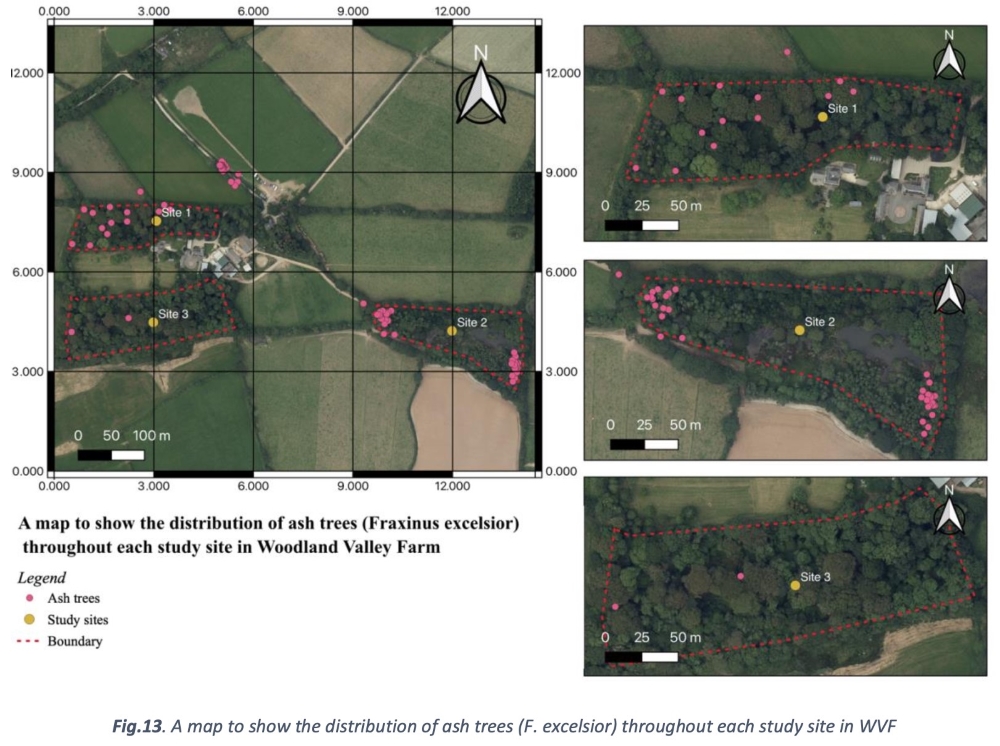 0.000 3.000 6.000 9.000 12.000
12.000 12.000
9.000 9.000
6.000 6.000
3.000 3.000
0.000 0.000
0.000 3.000 6.000 9.000 12.000
N
Site 1
Site 2
Site 3
0 50 100 m
N
Site 1
0 25 50 m
N
Site 2
0 25 50 m
N
Site 3
0 25 50 m
A map to show the distribution of ash trees (Fraxinus excelsior)
throughout each study site in Woodland Valley Farm
Legend
Ash trees
Study sites
Boundary
Fig.13. A map to show the distribution of ash trees (F. excelsior) throughout each study site in WVF